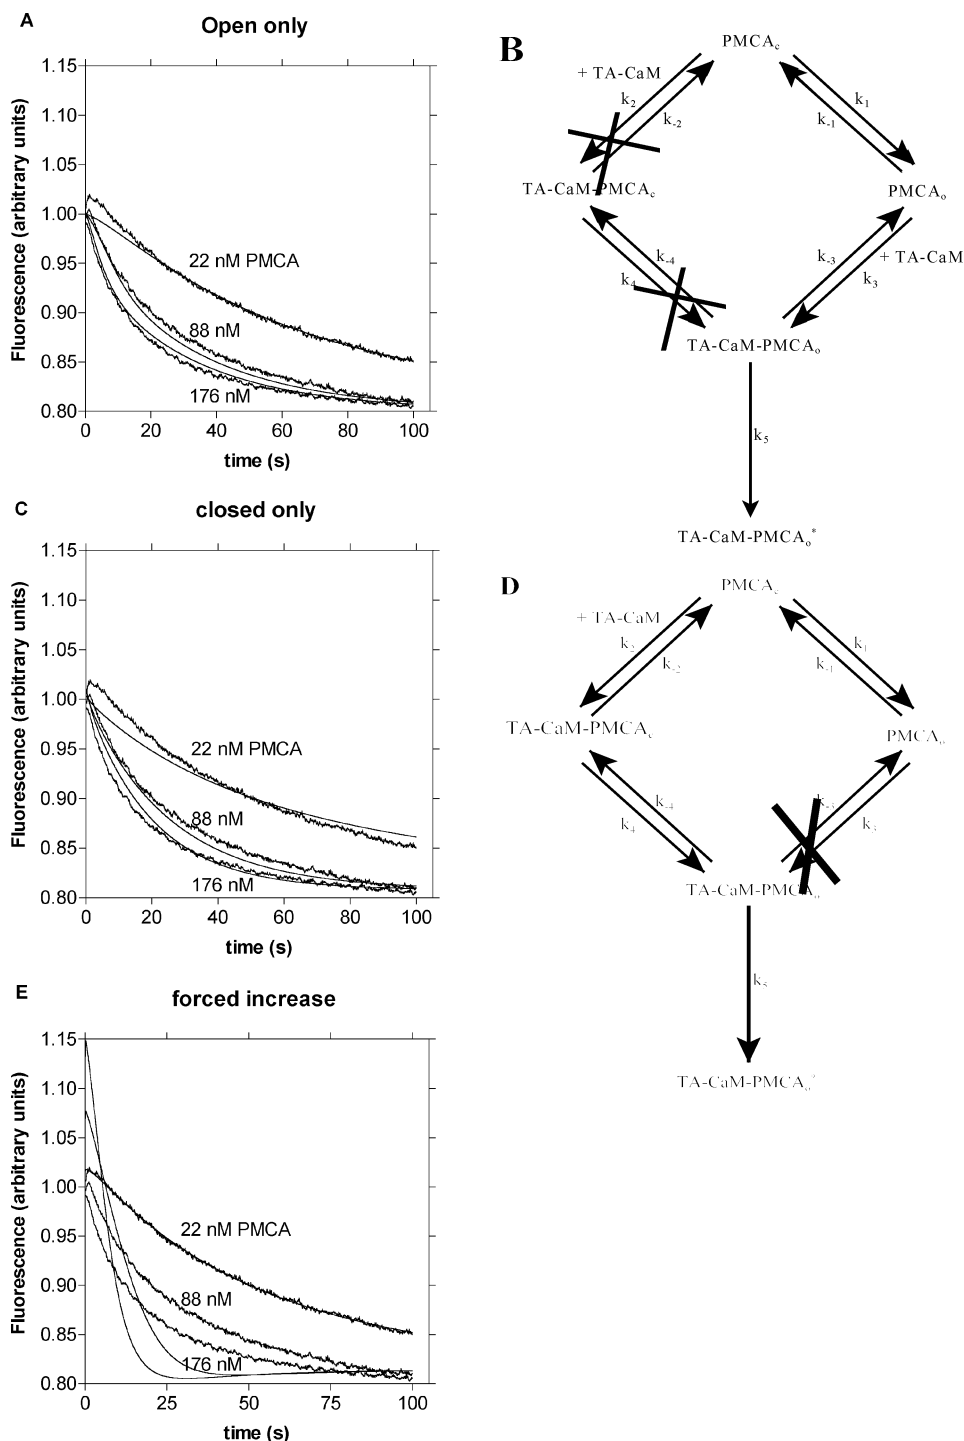 A
Open only
1.15
1.10
1.05
1.00
0.95
0.90
0.85
0.80
Fluorescence (arbitrary units)
22 nM PMCA
88 nM
176 nM
0 20 40 60 80 100
time (s)
B
PMCAc
+ TA-CaM
k2
k-2
k1
k-1
TA-CaM-PMCAc
PMCAo
k-4
k4
k-3
k3
+ TA-CaM
TA-CaM-PMCAo
k5
TA-CaM-PMCAo*
C
closed only
1.15
1.10
1.05
1.00
0.95
0.90
0.85
0.80
Fluorescence (arbitrary units)
22 nM PMCA
88 nM
176 nM
0 20 40 60 80 100
time (s)
D
PMCAc
+ TA-CaM
k2
k-2
k1
k-1
TA-CaM-PMCAc
PMCAo
k-4
k4
k-3
k3
TA-CaM-PMCAo
k5
TA-CaM-PMCAo*
E
forced increase
1.15
1.10
1.05
1.00
0.95
0.90
0.85
0.80
Fluorescence (arbitrary units)
22 nM PMCA
88 nM
176 nM
0 25 50 75 100
time (s)